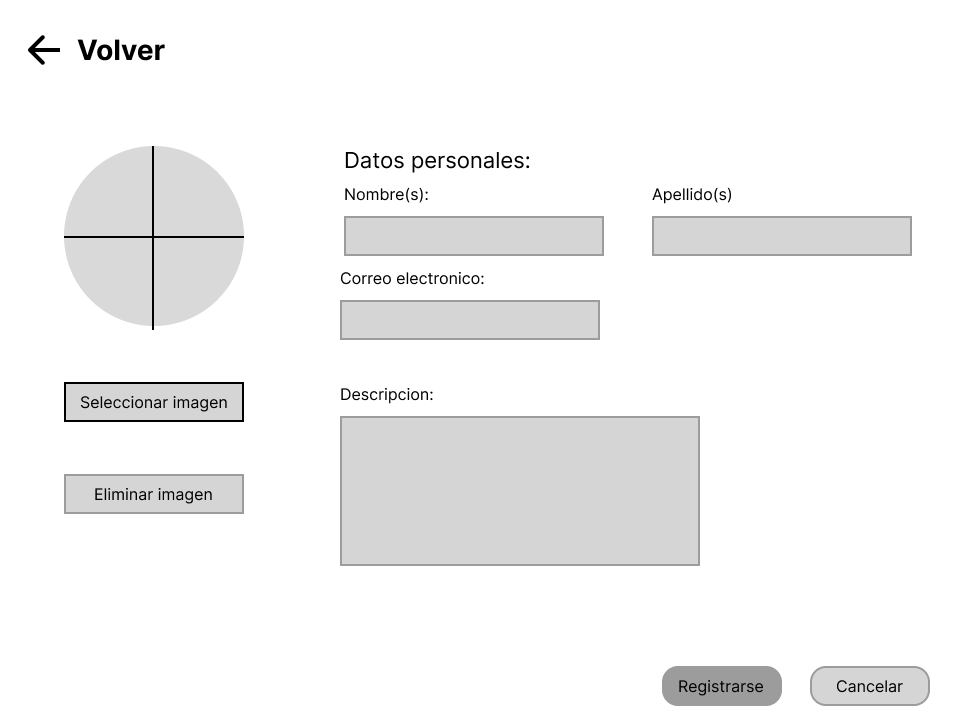 Volver
Datos personales:
Nombre(s):
Apellido(s)
Correo electronico:
Seleccionar imagen
Descripcion:
Eliminar imagen
Registrarse
Cancelar